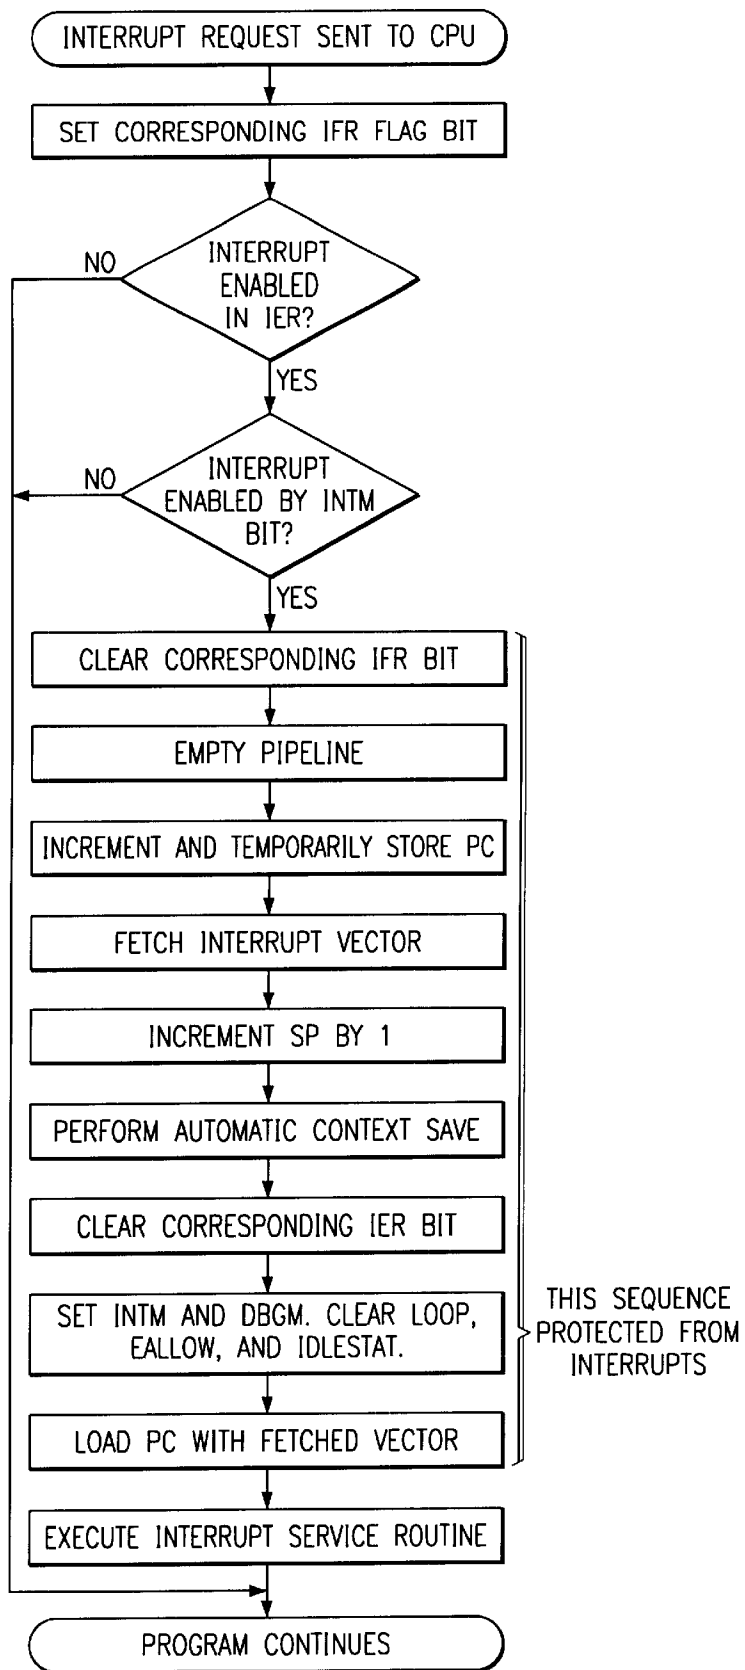 INTERRUPT REQUEST SENT TO CPU
SET CORRESPONDING IFR FLAG BIT
INTERRUPT
ENABLED
IN IER?
NO
YES
INTERRUPT
ENABLED BY INTM
BIT?
NO
YES
CLEAR CORRESPONDING IFR BIT
EMPTY PIPELINE
INCREMENT AND TEMPORARILY STORE PC
FETCH INTERRUPT VECTOR
INCREMENT SP BY 1
PERFORM AUTOMATIC CONTEXT SAVE
CLEAR CORRESPONDING IER BIT
SET INTM AND DBGM. CLEAR LOOP,
EALLOW, AND IDLESTAT.
THIS SEQUENCE
PROTECTED FROM
INTERRUPTS
LOAD PC WITH FETCHED VECTOR
EXECUTE INTERRUPT SERVICE ROUTINE
PROGRAM CONTINUES